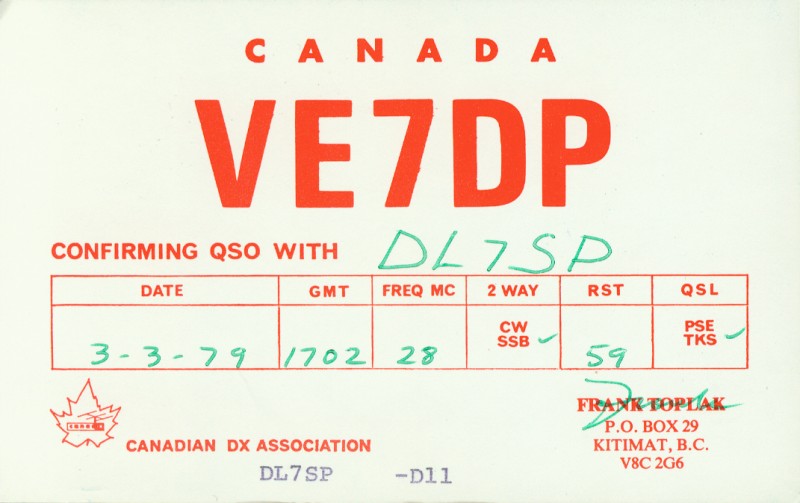 CANADA
VE7DP
CONFIRMING QSO WITH DL7SP
DATE GMT FREQ MC 2 WAY RST QSL
CW PSE
SSB ✓ TKS ✓
3-3-79 1702 28 59
FRANK TOPLAK
P.O. BOX 29
KITIMAT, B.C.
V8C 2G6
CANADA
CANADIAN DX ASSOCIATION
DL7SP -D11